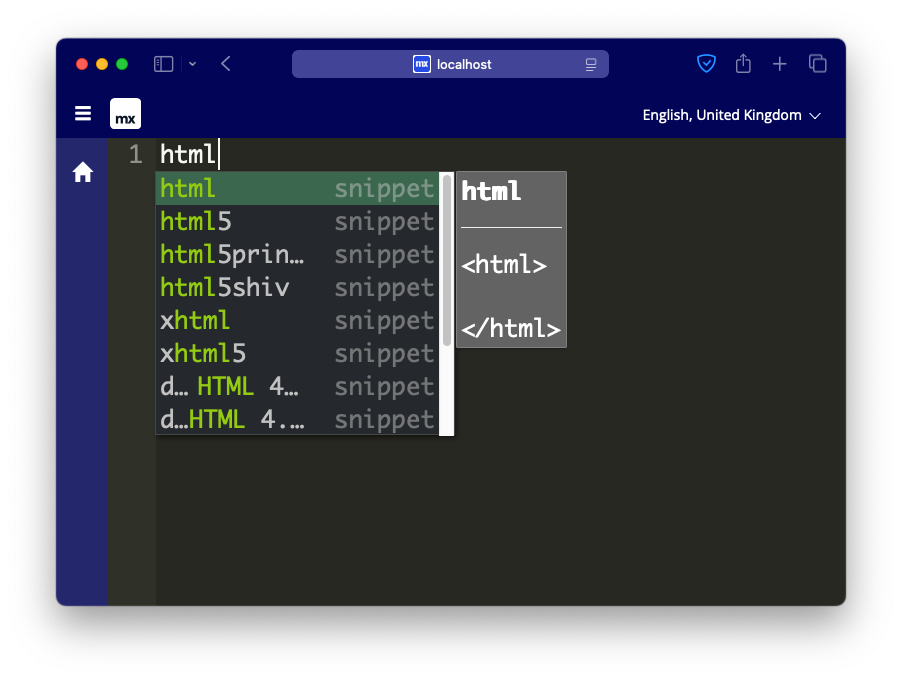 mx localhost
mx
English, United Kingdom
1 html
html snippet
html5 snippet
html5prin… snippet
html5shiv snippet
xhtml snippet
xhtml5 snippet
d… HTML 4… snippet
d…HTML 4.… snippet
html
<html>
</html>